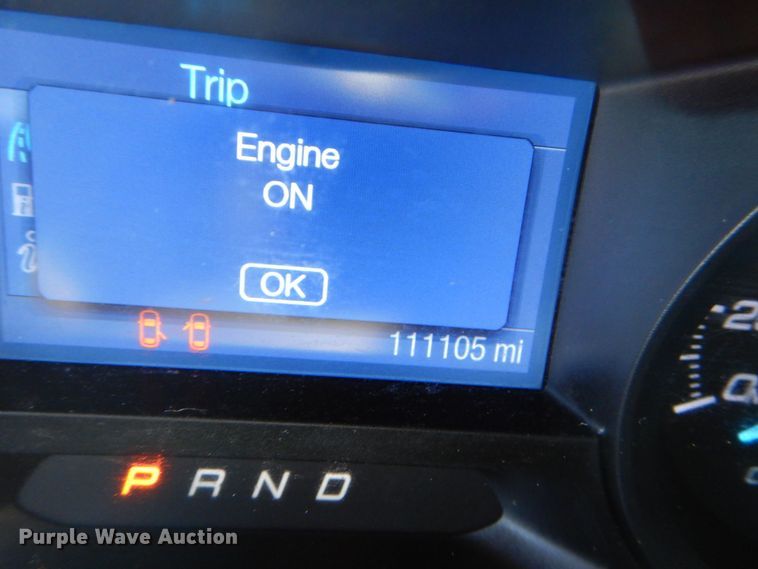 Trip
Engine
ON
OK
111105 mi
P R N D
Purple Wave Auction